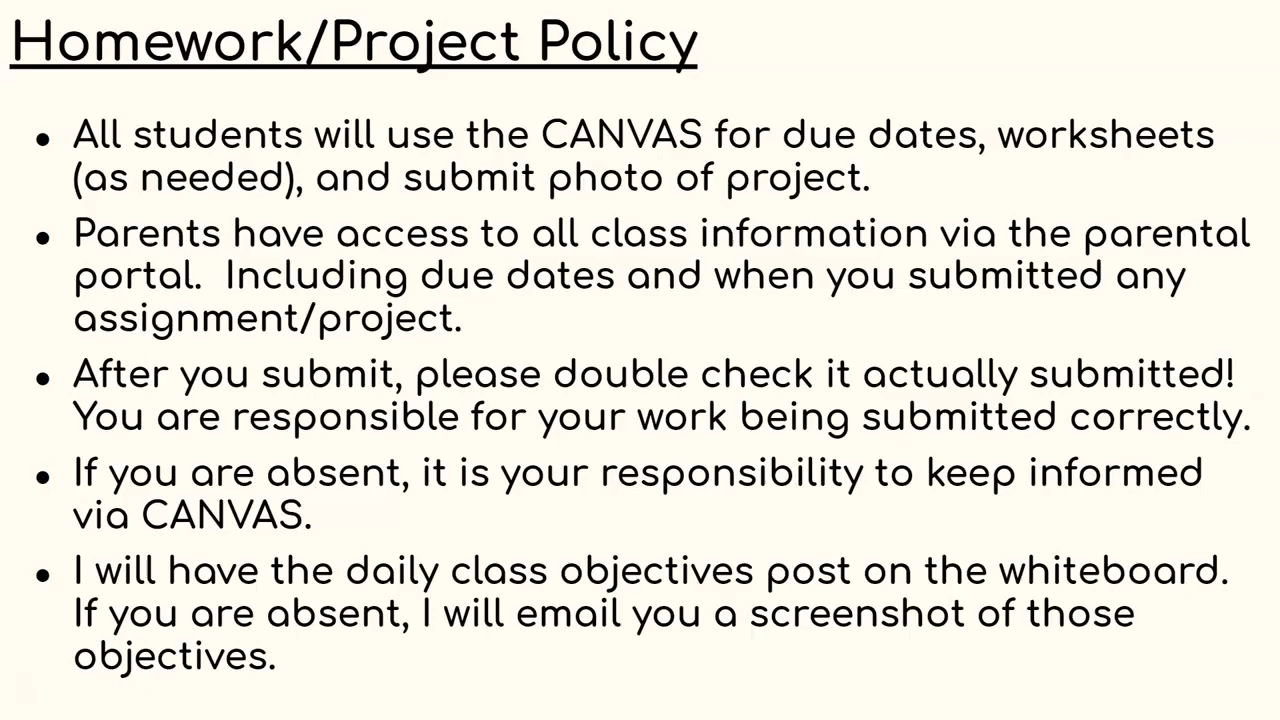 Homework/Project Policy
● All students will use the CANVAS for due dates, worksheets
(as needed), and submit photo of project.
● Parents have access to all class information via the parental
portal.  Including due dates and when you submitted any
assignment/project.
● After you submit, please double check it actually submitted!
You are responsible for your work being submitted correctly.
● If you are absent, it is your responsibility to keep informed
via CANVAS.
● I will have the daily class objectives post on the whiteboard.
If you are absent, I will email you a screenshot of those
objectives.